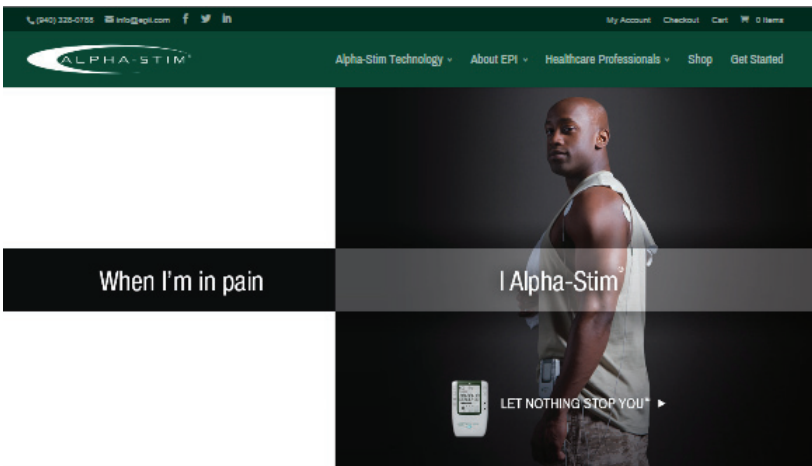 (940) 328-0788 info@epii.com
My Account Checkout Cart 0 Items
ALPHA-STIM®
Alpha-Stim Technology About EPI Healthcare Professionals Shop Get Started
When I'm in pain
I Alpha-Stim®
LET NOTHING STOP YOU